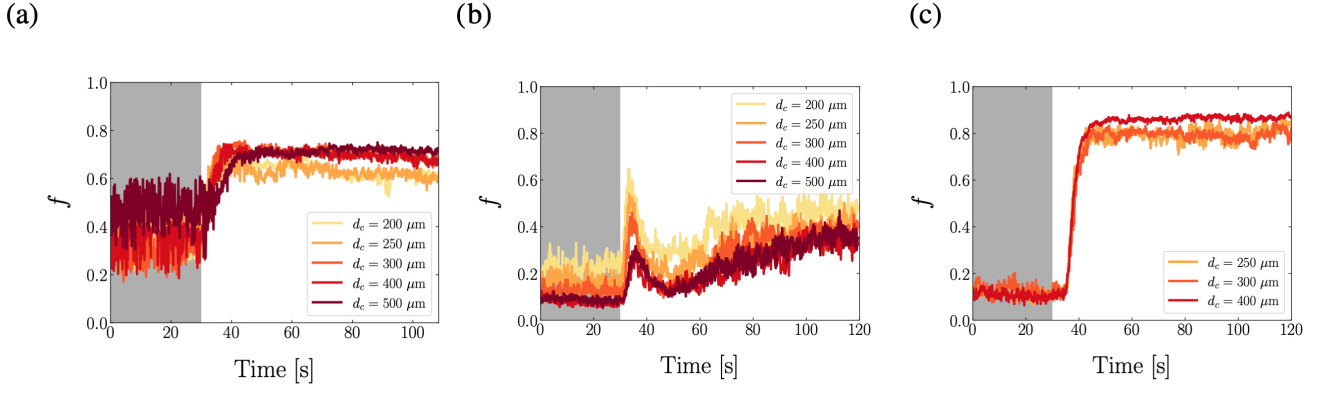 (a)
(b)
(c)
1.0
0.8
0.6
0.4
0.2
0.0
f
0
20
40
60
80
100
Time [s]
d_c = 200 μm
d_c = 250 μm
d_c = 300 μm
d_c = 400 μm
d_c = 500 μm
1.0
0.8
0.6
0.4
0.2
0.0
f
0
20
40
60
80
100
120
Time [s]
d_c = 200 μm
d_c = 250 μm
d_c = 300 μm
d_c = 400 μm
d_c = 500 μm
1.0
0.8
0.6
0.4
0.2
0.0
f
0
20
40
60
80
100
120
Time [s]
d_c = 250 μm
d_c = 300 μm
d_c = 400 μm